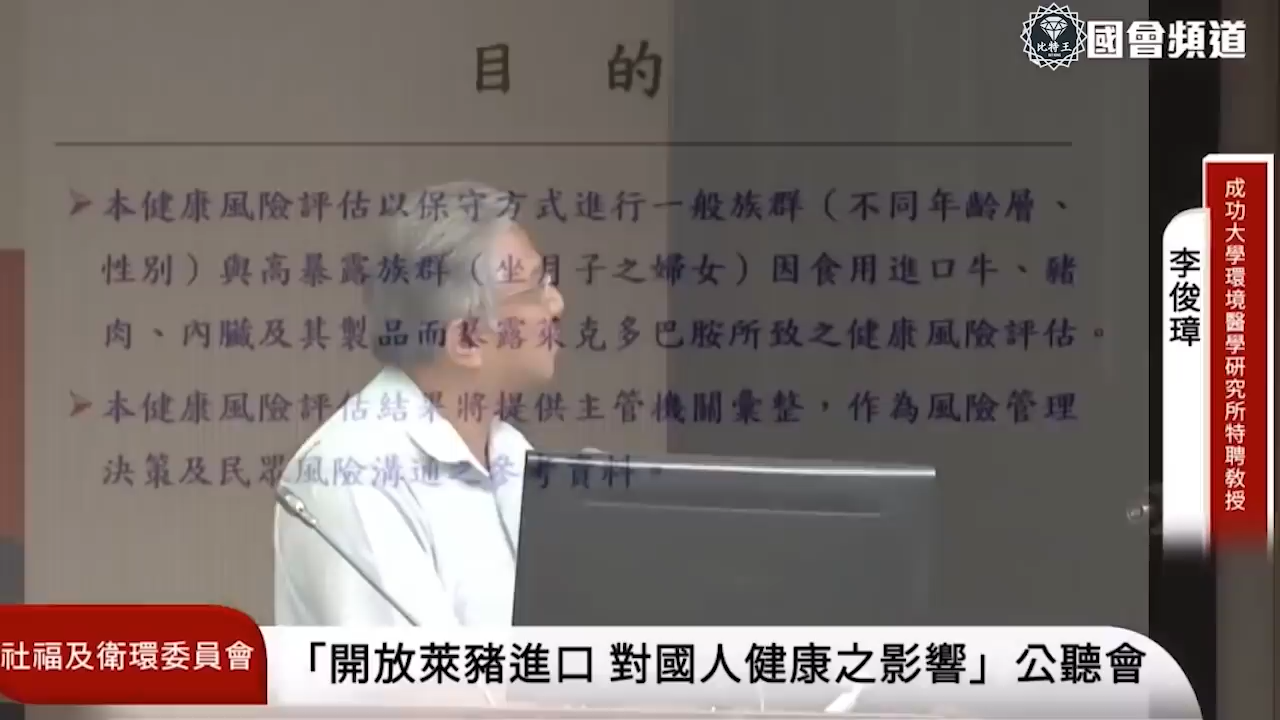 比特王
國會頻道
目 的
本健康風險評估以保守方式進行一般族群（不同年齡層、
性別）與高暴露族群（坐月子之婦女）因食用進口牛、豬
肉、內臟及其製品而暴露萊克多巴胺所致之健康風險評估。
本健康風險評估結果將提供主管機關彙整，作為風險管理
決策及民眾風險溝通之參考資料。
成功大學環境醫學研究所特聘教授
李俊璋
社福及衛環委員會
「開放萊豬進口 對國人健康之影響」公聽會